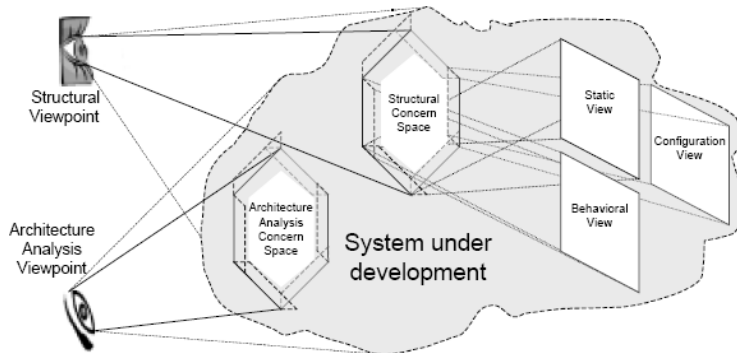 Structural
Viewpoint
Architecture
Analysis
Viewpoint
Structural
Concern
Space
Architecture
Analysis
Concern
Space
System under
development
Static
View
Configuration
View
Behavioral
View